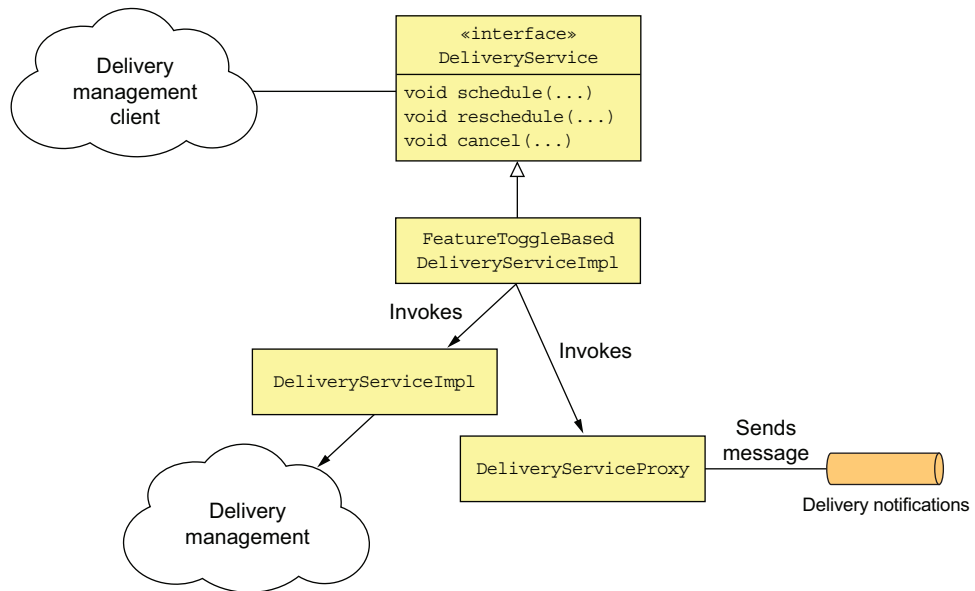 «interface»
DeliveryService
void schedule(...)
void reschedule(...)
void cancel(...)
Delivery
management
client
FeatureToggleBased
DeliveryServiceImpl
Invokes
Invokes
DeliveryServiceImpl
DeliveryServiceProxy
Sends
message
Delivery notifications
Delivery
management